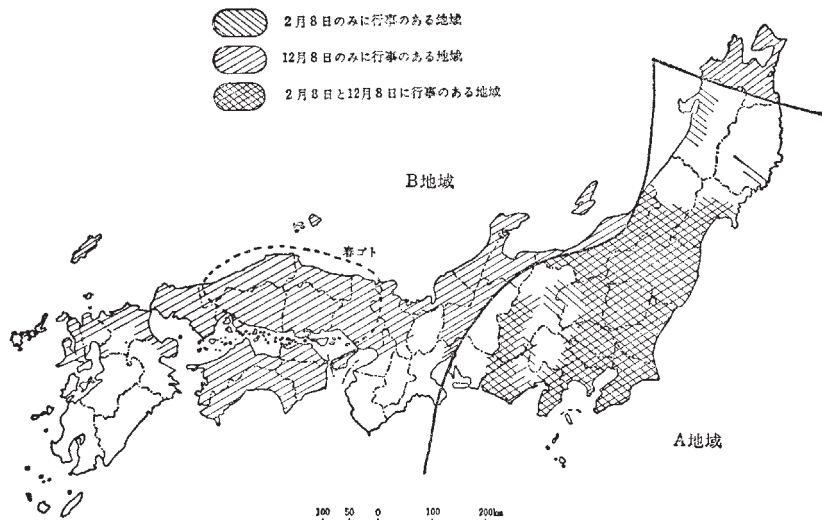 2月8日のみに行事のある地域
12月8日のみに行事のある地域
2月8日と12月8日に行事のある地域
B地域
春ゴト
A地域
100 50 0 100 200km